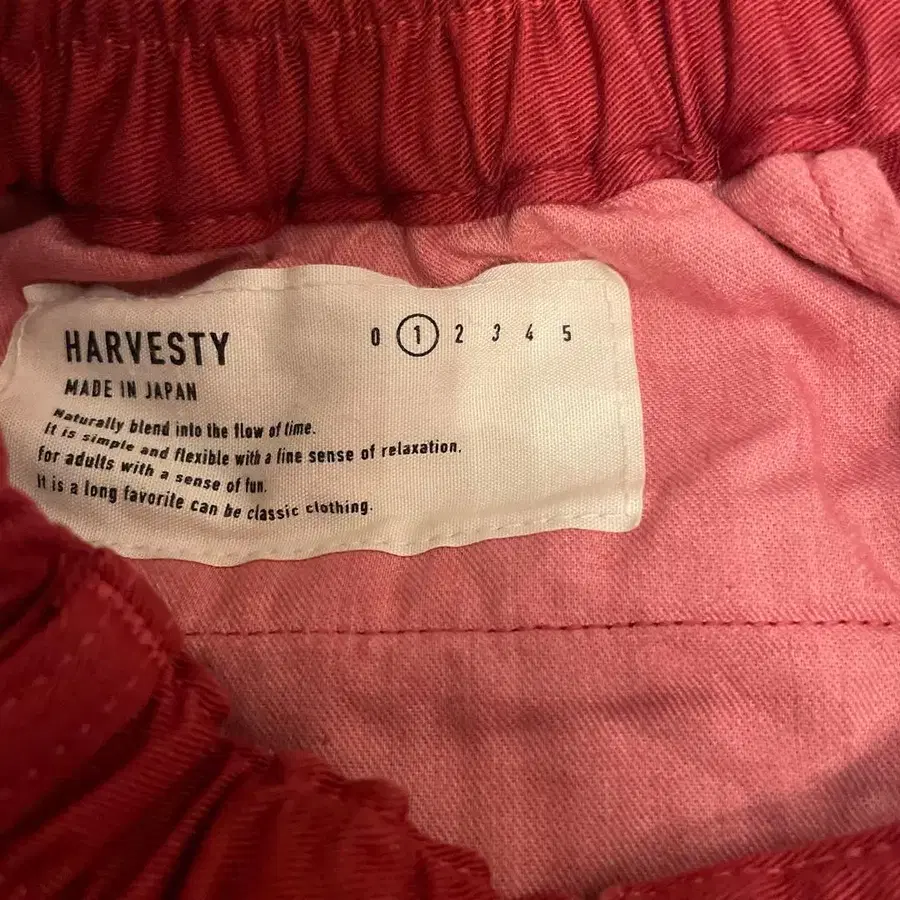 HARVESTY
0 1 2 3 4 5
MADE IN JAPAN
Naturally blend into the flow of time.
It is simple and flexible with a fine sense of relaxation.
for adults with a sense of fun.
It is a long favorite can be classic clothing.